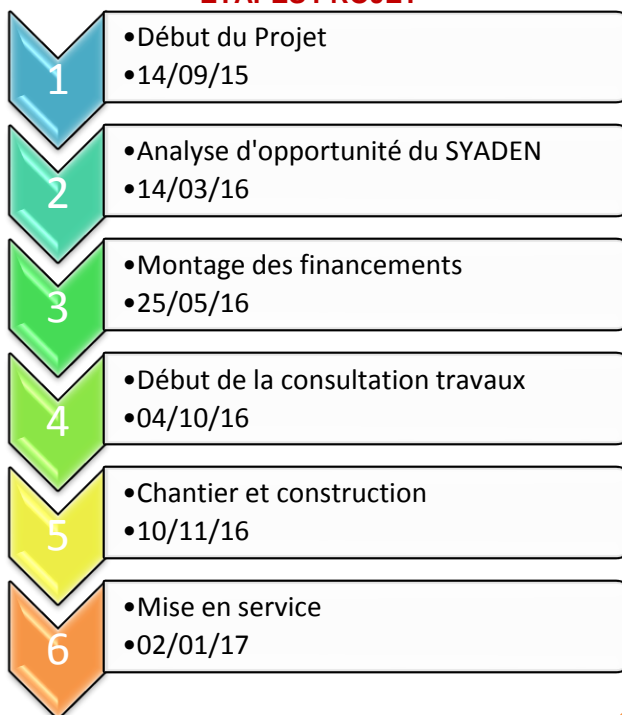 ETAPES PROJET
1
•Début du Projet
•14/09/15
2
•Analyse d'opportunité du SYADEN
•14/03/16
3
•Montage des financements
•25/05/16
4
•Début de la consultation travaux
•04/10/16
5
•Chantier et construction
•10/11/16
6
•Mise en service
•02/01/17